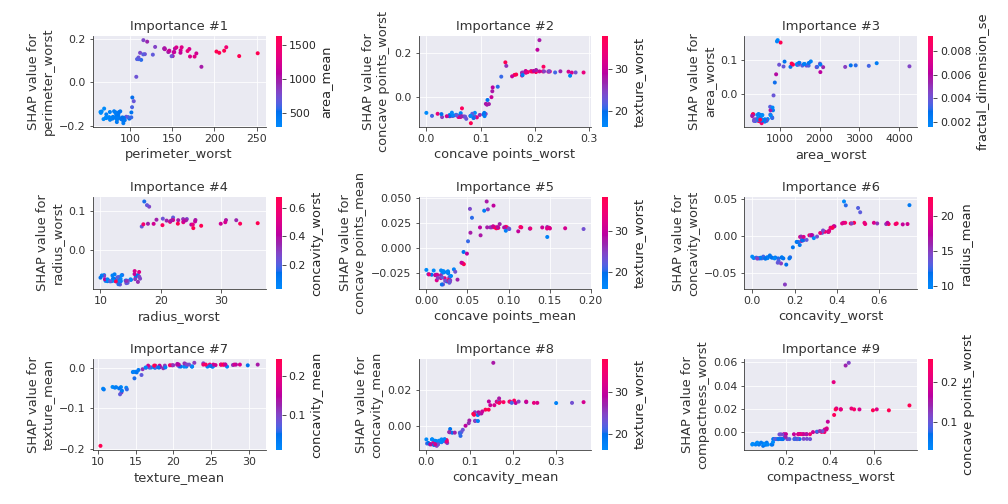 Importance #1
SHAP value for
perimeter_worst
0.2
0.0
−0.2
100
150
200
250
perimeter_worst
1500
1000
500
area_mean
Importance #2
SHAP value for
concave points_worst
0.2
0.0
0.0
0.1
0.2
0.3
concave points_worst
30
20
texture_worst
Importance #3
SHAP value for
area_worst
0.1
0.0
1000
2000
3000
4000
area_worst
0.008
0.006
0.004
0.002
fractal_dimension_se
Importance #4
SHAP value for
radius_worst
0.1
0.0
10
20
30
radius_worst
0.6
0.4
0.2
concavity_worst
Importance #5
SHAP value for
concave points_mean
0.050
0.025
0.000
−0.025
0.00
0.05
0.10
0.15
0.20
concave points_mean
30
20
texture_worst
Importance #6
SHAP value for
concavity_worst
0.05
0.00
−0.05
0.0
0.2
0.4
0.6
concavity_worst
20
15
10
radius_mean
Importance #7
SHAP value for
texture_mean
0.0
−0.1
−0.2
10
15
20
25
30
texture_mean
0.2
0.1
concavity_mean
Importance #8
SHAP value for
concavity_mean
0.02
0.00
0.0
0.1
0.2
0.3
concavity_mean
30
20
texture_worst
Importance #9
SHAP value for
compactness_worst
0.06
0.04
0.02
0.00
0.2
0.4
0.6
compactness_worst
0.2
0.1
concave points_worst